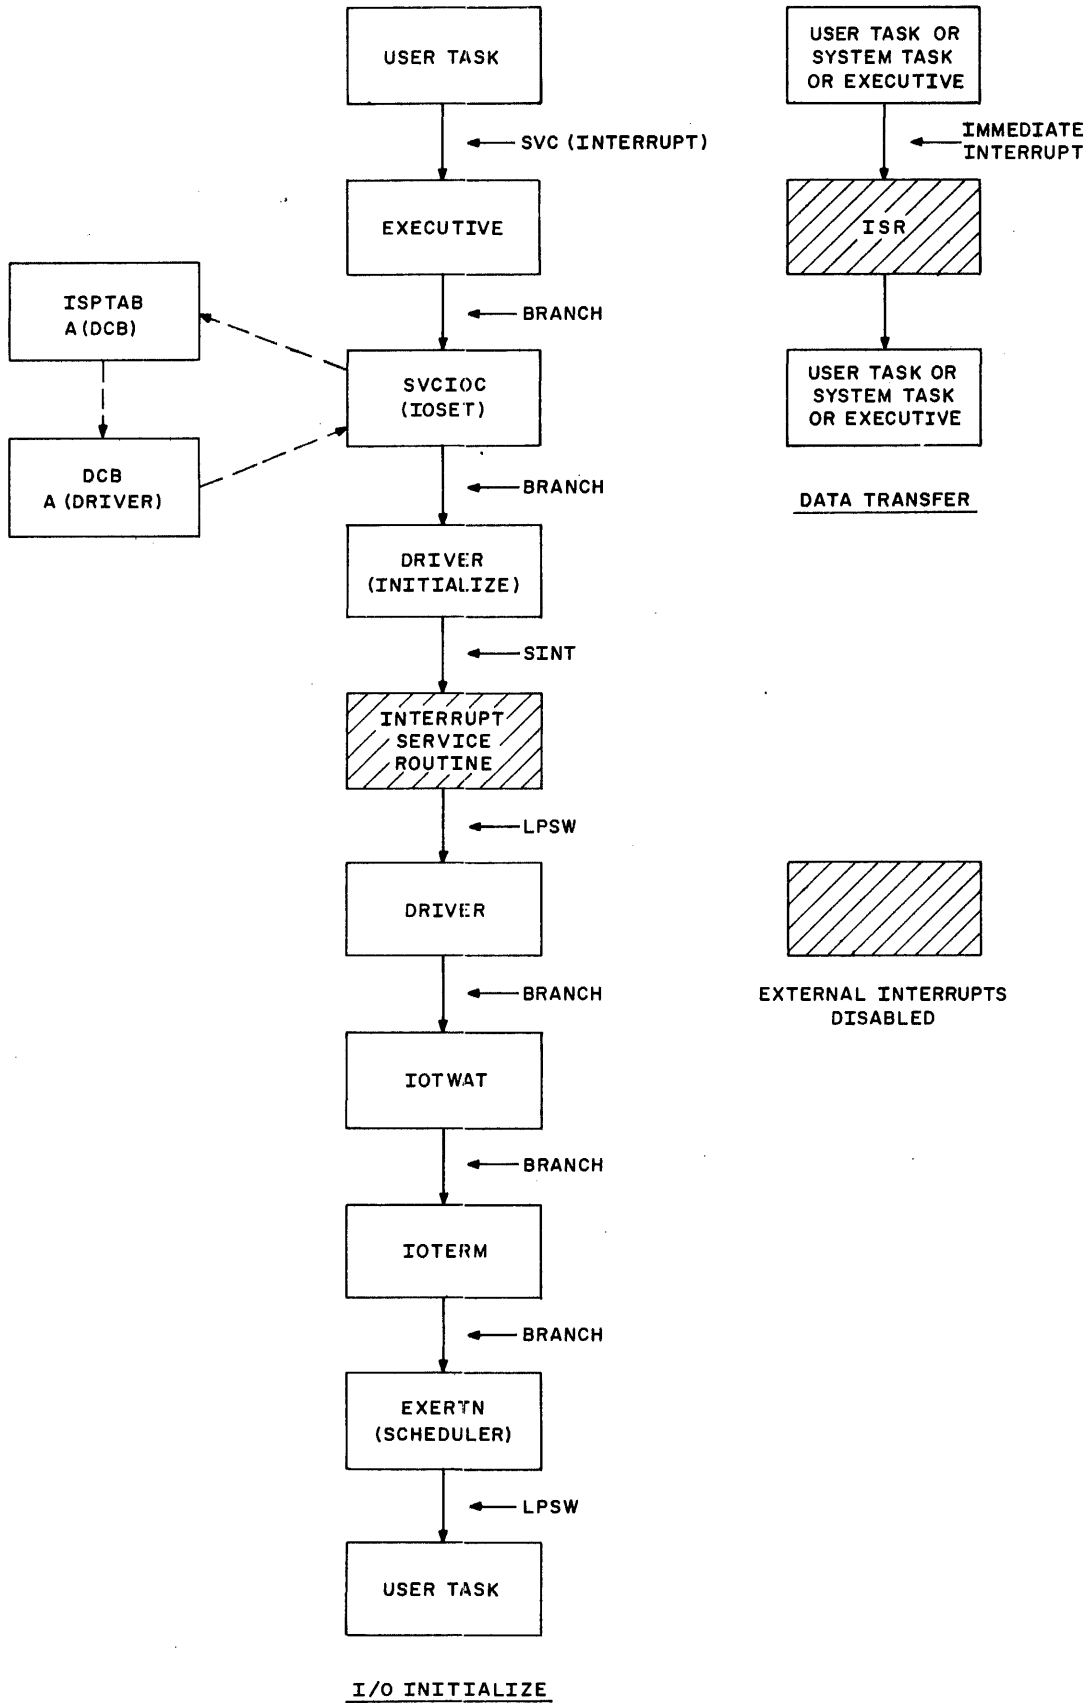 USER TASK
SVC (INTERRUPT)
EXECUTIVE
BRANCH
ISPTAB
A (DCB)
SVCIOC
(IOSET)
DCB
A (DRIVER)
BRANCH
DRIVER
(INITIALIZE)
SINT
INTERRUPT
SERVICE
ROUTINE
LPSW
DRIVER
BRANCH
IOTWAT
BRANCH
IOTERM
BRANCH
EXERTN
(SCHEDULER)
LPSW
USER TASK
I/O INITIALIZE
USER TASK OR
SYSTEM TASK
OR EXECUTIVE
IMMEDIATE
INTERRUPT
ISR
USER TASK OR
SYSTEM TASK
OR EXECUTIVE
DATA TRANSFER
EXTERNAL INTERRUPTS
DISABLED